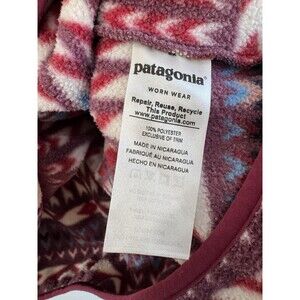 patagonia®
WORN WEAR
Repair, Reuse, Recycle
This Product
www.patagonia.com
100% POLYESTER
EXCLUSIVE OF TRIM
MADE IN NICARAGUA
FABRIQUÉ AU NICARAGUA
HECHO EN NICARAGUA